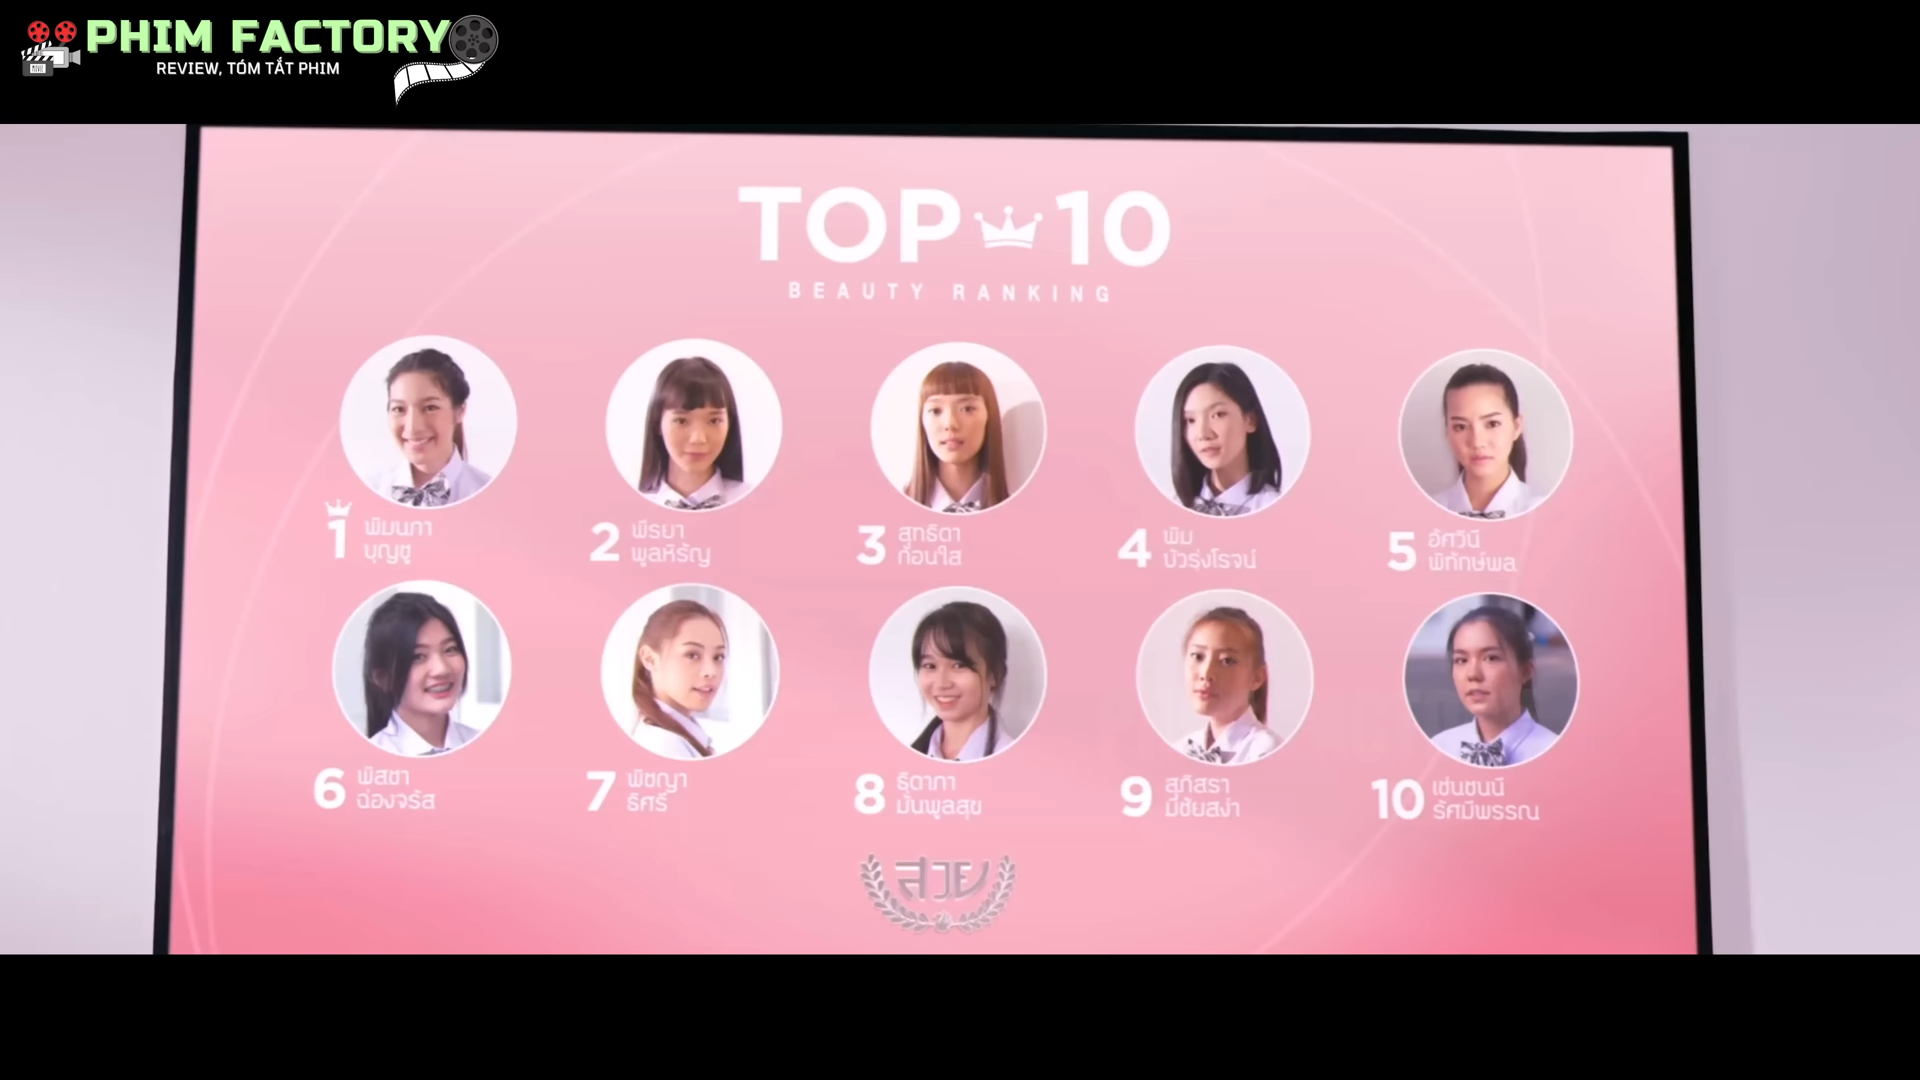 PHIM FACTORY
REVIEW, TÓM TẮT PHIM
MOVIE
TOP 10
BEAUTY RANKING
1 พิมนภา
บุญชู
2 พีรยา
พูลหิรัญ
3 สุทธิดา
ก้อนใส
4 พิม
บัวรุ่งโรจน์
5 อัศวินี
พิทักษ์พล
6 พิสชา
ฉ่องจรัส
7 พิชญา
ธิศรี
8 ธิดาภา
มั่นพูลสุข
9 สุภิสรา
มีชัยสง่า
10 เช่นชนนี
รัศมีพรรณ
สวย